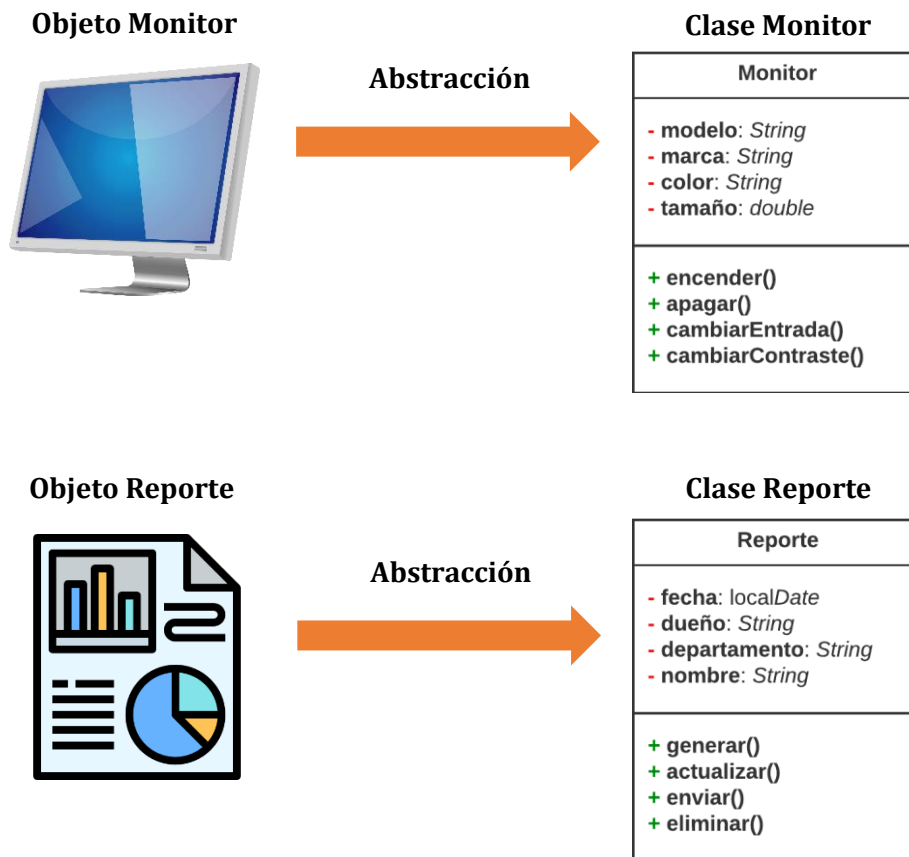 Objeto Monitor
Clase Monitor
Abstracción
Monitor
- modelo: String
- marca: String
- color: String
- tamaño: double
+ encender()
+ apagar()
+ cambiarEntrada()
+ cambiarContraste()
Objeto Reporte
Clase Reporte
Abstracción
Reporte
- fecha: localDate
- dueño: String
- departamento: String
- nombre: String
+ generar()
+ actualizar()
+ enviar()
+ eliminar()